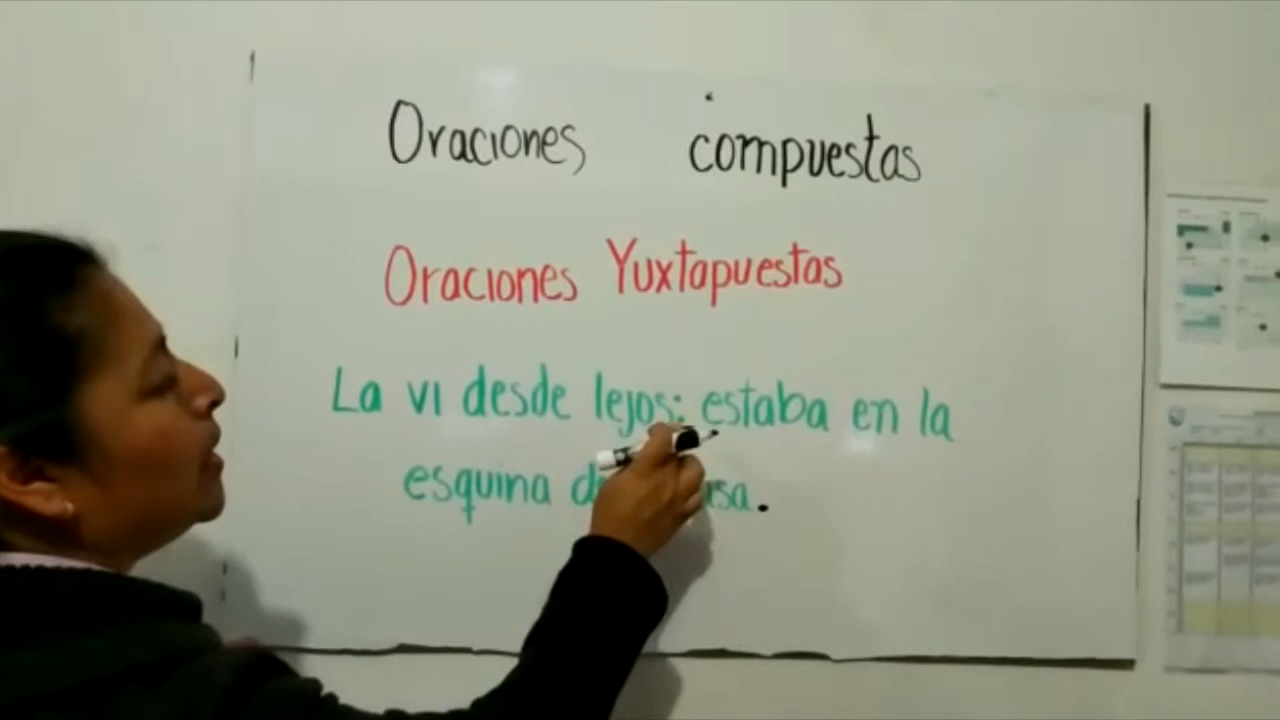 Oraciones compuestas
Oraciones Yuxtapuestas
La vi desde lejos; estaba en la
esquina